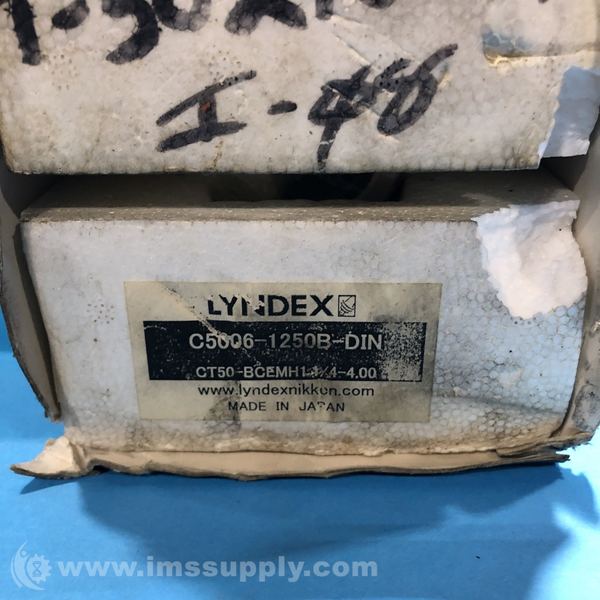 I-48
LYNDEX
C5006-1250B-DIN
CT50-BCEMH1 1/4-4.00
www.lyndexnikken.com
MADE IN JAPAN
www.imssupply.com